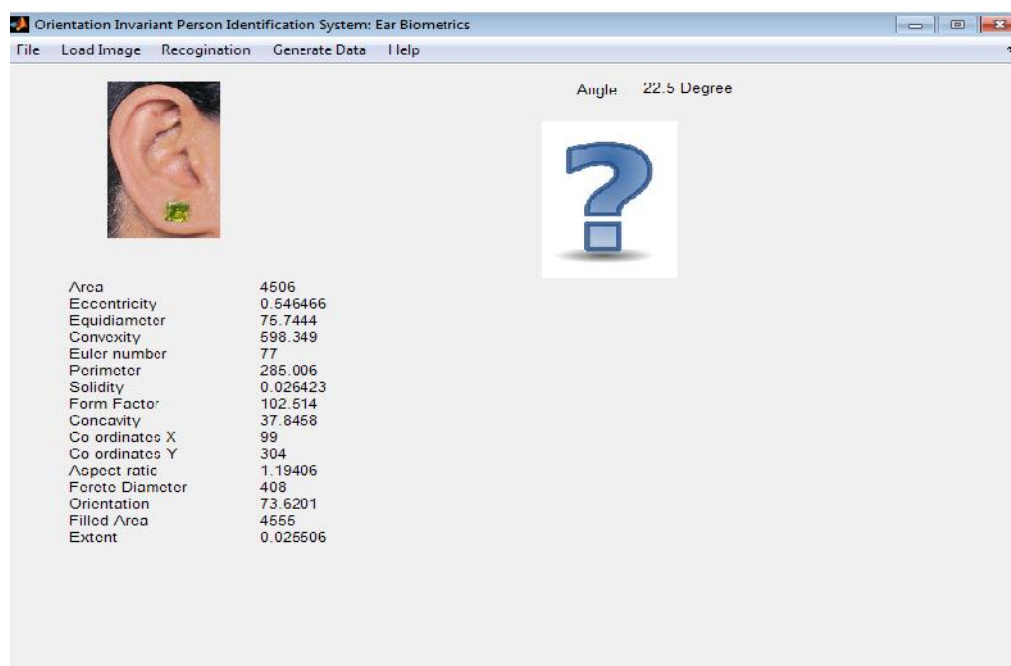 Orientation Invariant Person Identification System: Ear Biometrics
File Load Image Recogination Generate Data Help
Angle 22.5 Degree
Area 4506
Eccentricity 0.546466
Equidiameter 75.7444
Convexity 598.349
Euler number 77
Perimeter 285.006
Solidity 0.026423
Form Factor 102.514
Concavity 37.8458
Co ordinates X 99
Co ordinates Y 304
Aspect ratio 1.19406
Ferete Diameter 408
Orientation 73.6201
Filled Area 4555
Extent 0.025506